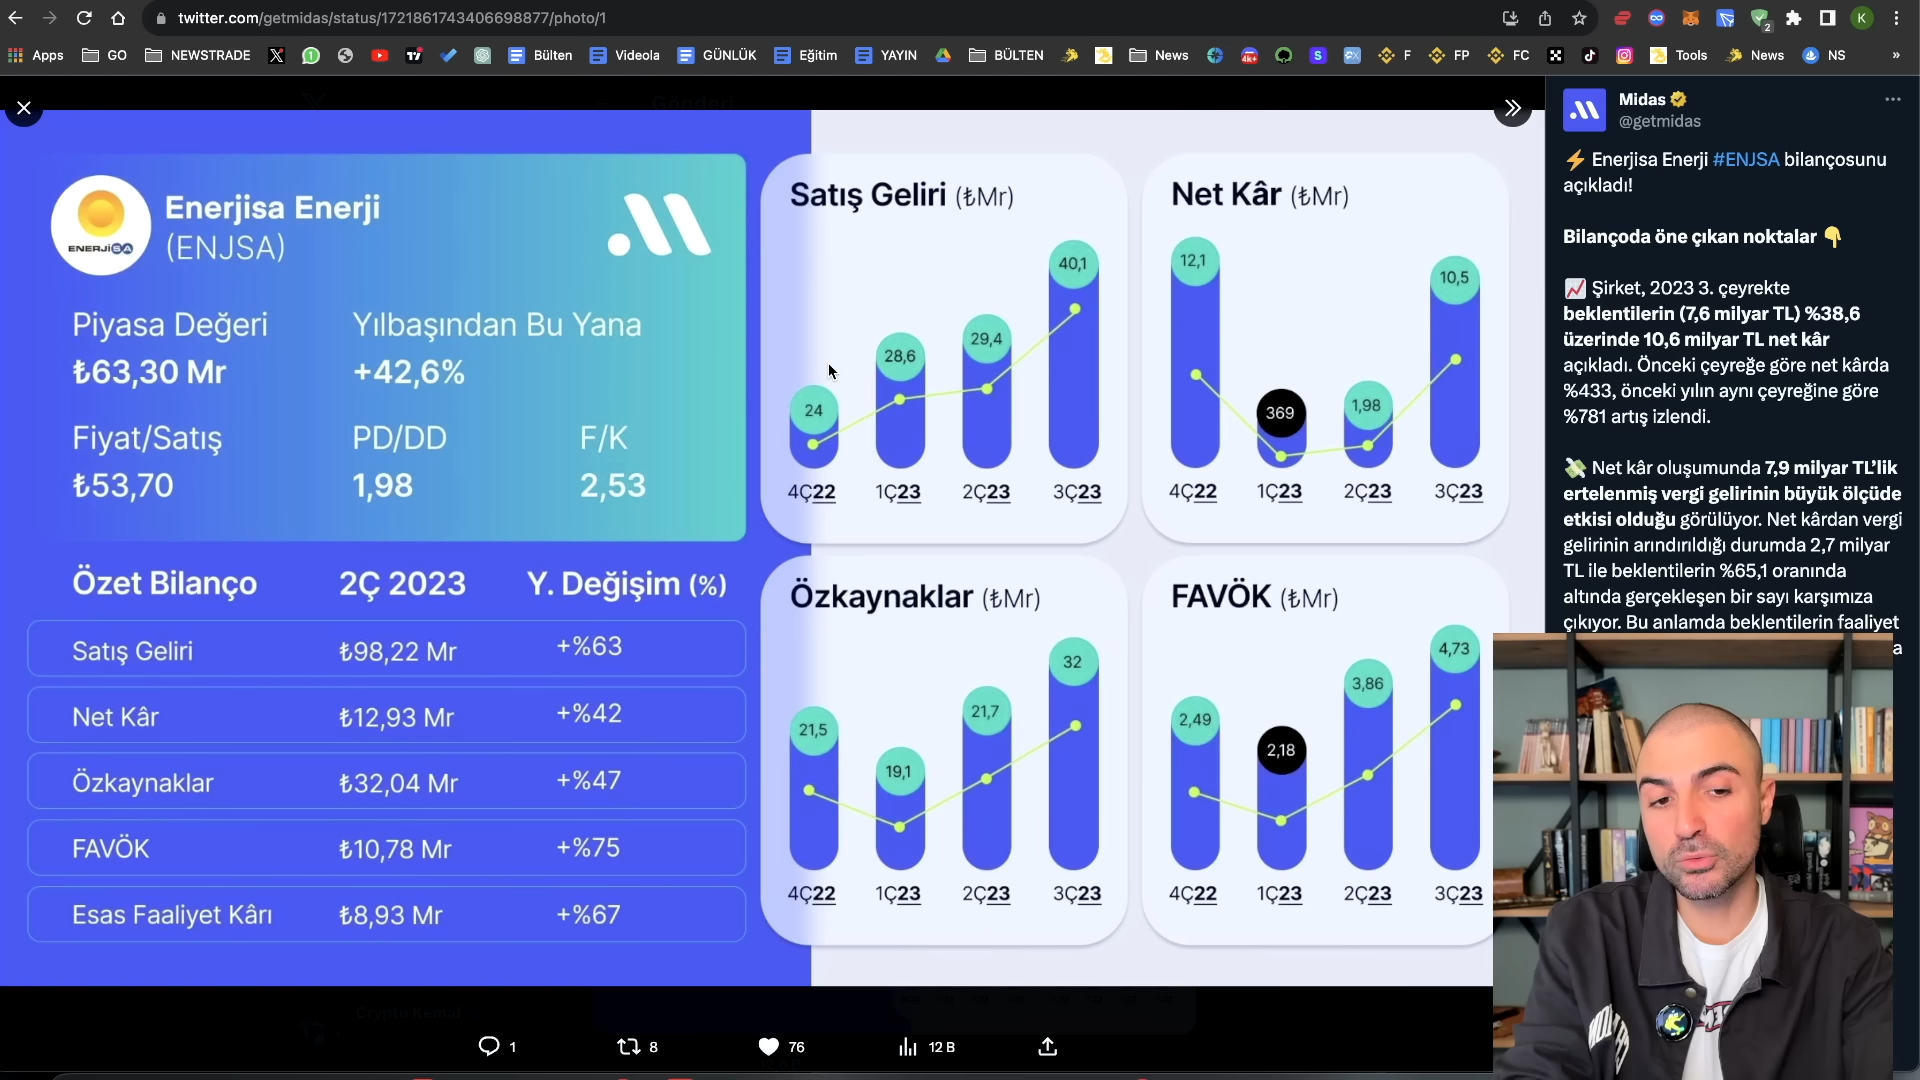 twitter.com/getmidas/status/1721861743406698877/photo/1
K
2
Apps
GO
NEWSTRADE
Bülten
Videola
GÜNLÜK
Eğitim
YAYIN
BÜLTEN
News
F
FP
FC
Tools
News
NS
»
Enerjisa Enerji
(ENJSA)
ENERJİSA
Piyasa Değeri
Yılbaşından Bu Yana
₺63,30 Mr
+42,6%
Fiyat/Satış
PD/DD
F/K
₺53,70
1,98
2,53
Özet Bilanço
2Ç 2023
Y. Değişim (%)
Satış Geliri
₺98,22 Mr
+%63
Net Kâr
₺12,93 Mr
+%42
Özkaynaklar
₺32,04 Mr
+%47
FAVÖK
₺10,78 Mr
+%75
Esas Faaliyet Kârı
₺8,93 Mr
+%67
Satış Geliri (₺Mr)
24
28,6
29,4
40,1
4Ç22
1Ç23
2Ç23
3Ç23
Net Kâr (₺Mr)
12,1
369
1,98
10,5
4Ç22
1Ç23
2Ç23
3Ç23
Özkaynaklar (₺Mr)
21,5
19,1
21,7
32
4Ç22
1Ç23
2Ç23
3Ç23
FAVÖK (₺Mr)
2,49
2,18
3,86
4,73
4Ç22
1Ç23
2Ç23
3Ç23
Midas
@getmidas
⚡ Enerjisa Enerji #ENJSA bilançosunu
açıkladı!
Bilançoda öne çıkan noktalar 👇
📈 Şirket, 2023 3. çeyrekte
beklentilerin (7,6 milyar TL) %38,6
üzerinde 10,6 milyar TL net kâr
açıkladı. Önceki çeyreğe göre net kârda
%433, önceki yılın aynı çeyreğine göre
%781 artış izlendi.
💸 Net kâr oluşumunda 7,9 milyar TL'lik
ertelenmiş vergi gelirinin büyük ölçüde
etkisi olduğu görülüyor. Net kârdan vergi
gelirinin arındırıldığı durumda 2,7 milyar
TL ile beklentilerin %65,1 oranında
altında gerçekleşen bir sayı karşımıza
çıkıyor. Bu anlamda beklentilerin faaliyet
Crypto Kemal
1
8
76
12 B